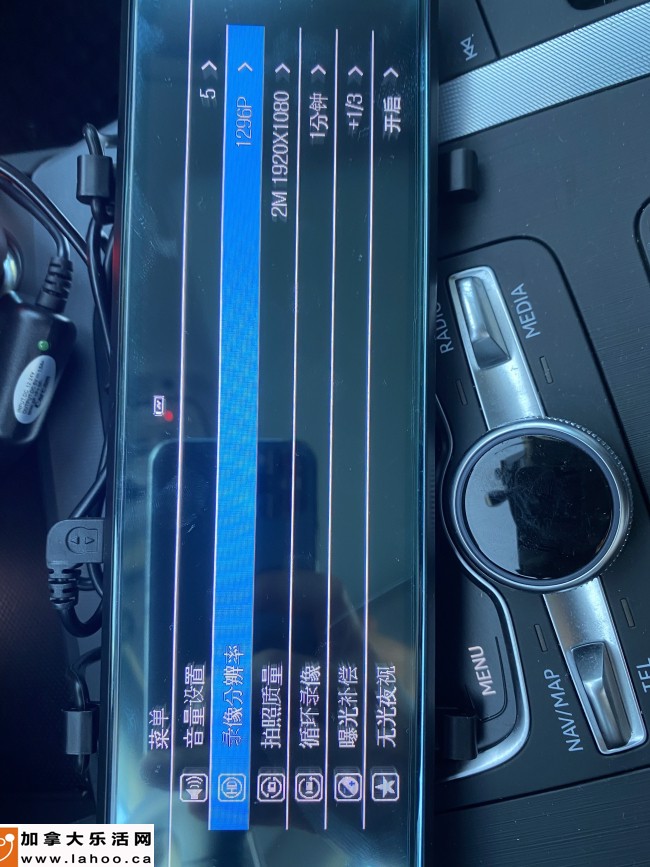 菜单
音量设置 5 >
录像分辨率 1296P >
拍照质量 2M 1920X1080 >
循环录像 1分钟 >
曝光补偿 +1/3 >
无光夜视 开启 >
HD
RADIO
MEDIA
MENU
NAV/MAP
TEL
加拿大乐活网
www.lahoo.ca